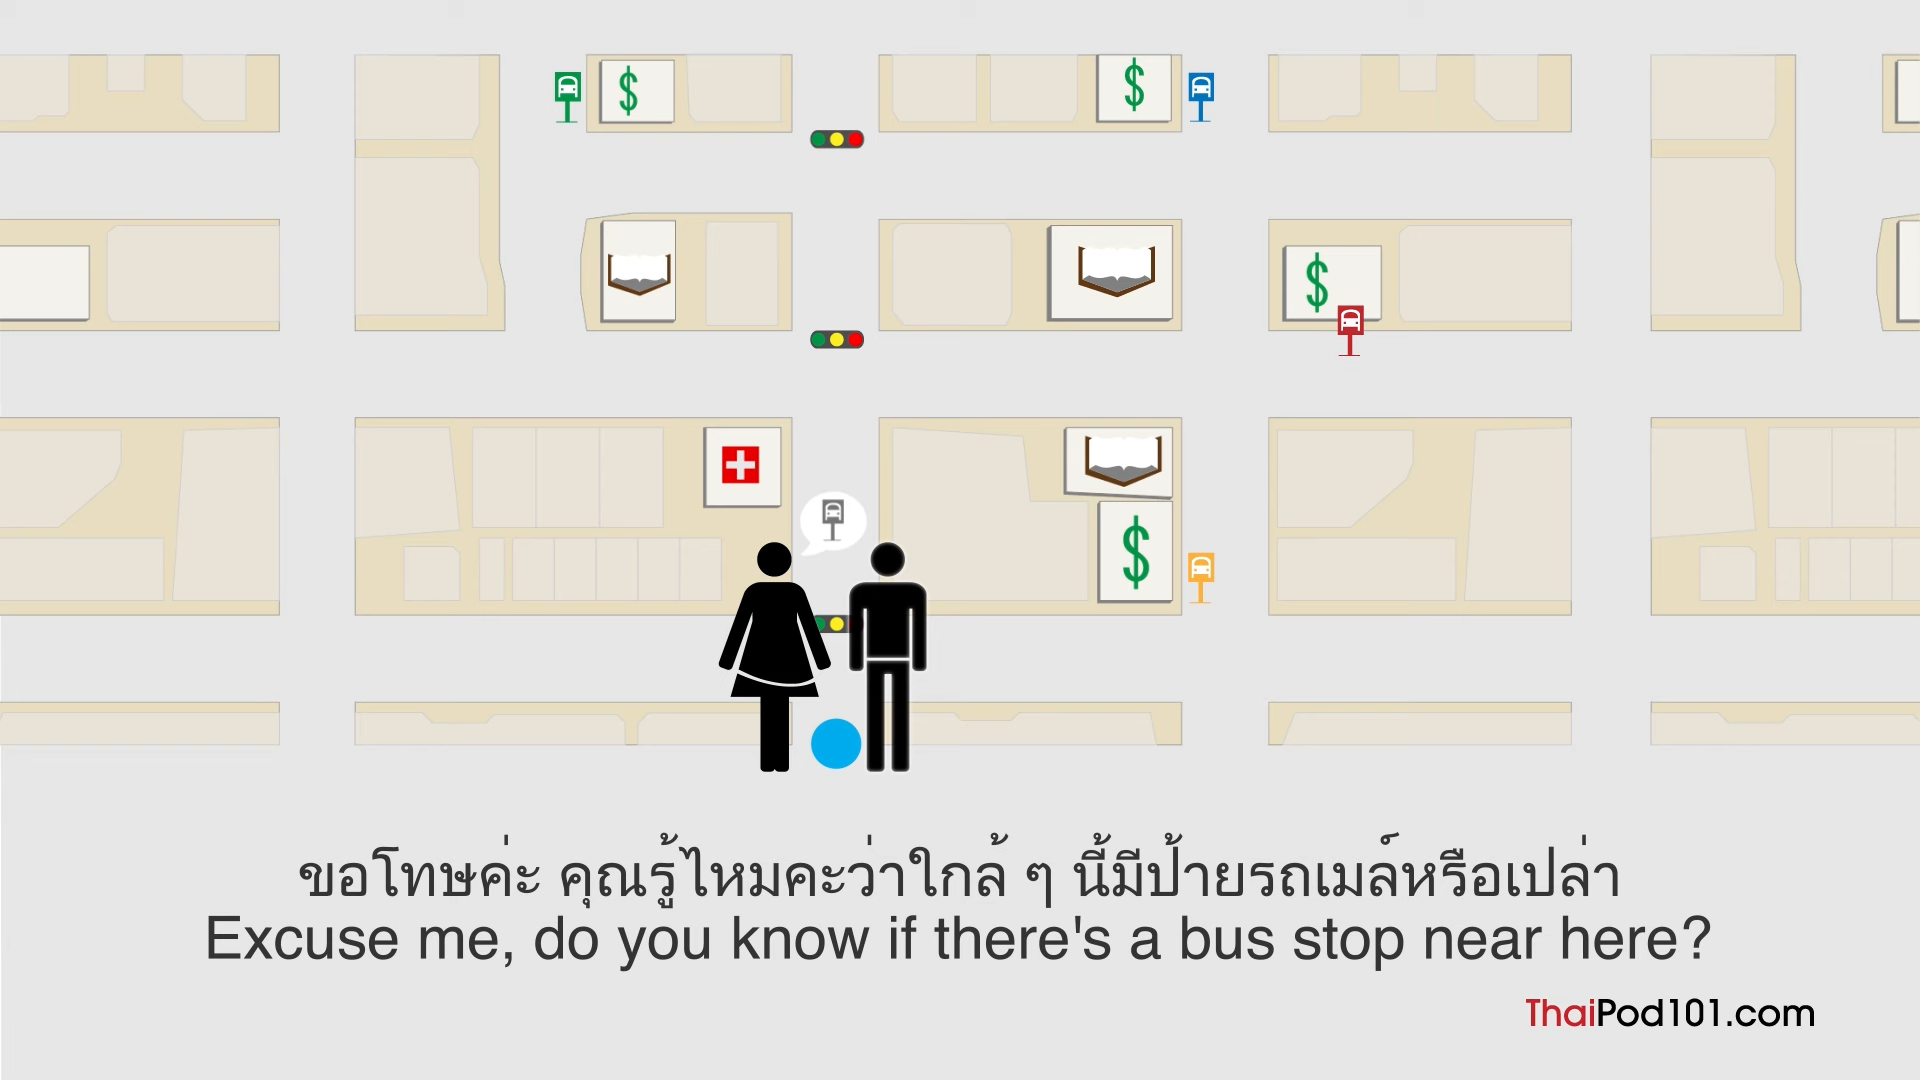 $
$
$
$
ขอโทษค่ะ คุณรู้ไหมคะว่าใกล้ ๆ นี้มีป้ายรถเมล์หรือเปล่า
Excuse me, do you know if there's a bus stop near here?
ThaiPod101.com